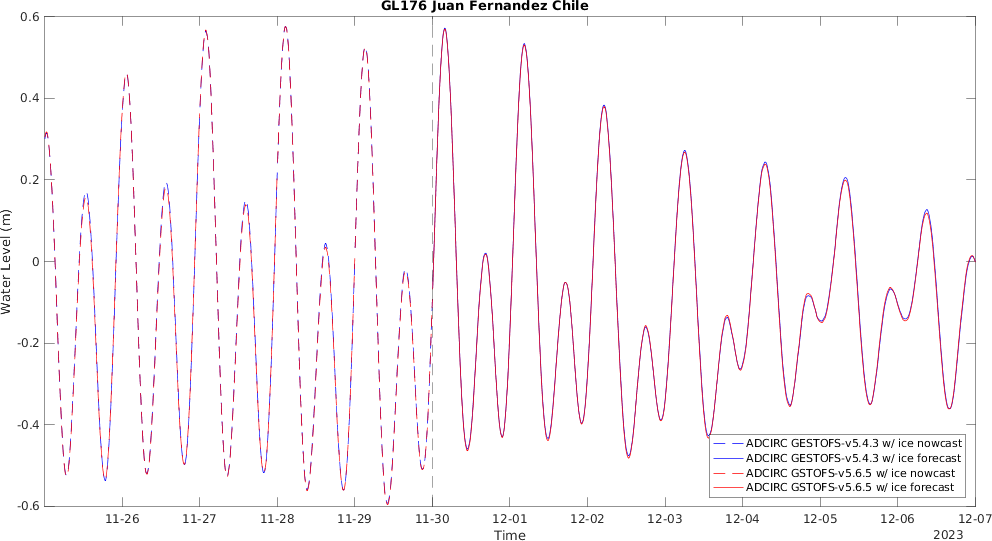 GL176 Juan Fernandez Chile
0.6
0.4
0.2
0
-0.2
-0.4
-0.6
Water Level (m)
11-26
11-27
11-28
11-29
11-30
12-01
12-02
12-03
12-04
12-05
12-06
12-07
Time
2023
ADCIRC GESTOFS-v5.4.3 w/ ice nowcast
ADCIRC GESTOFS-v5.4.3 w/ ice forecast
ADCIRC GSTOFS-v5.6.5 w/ ice nowcast
ADCIRC GSTOFS-v5.6.5 w/ ice forecast